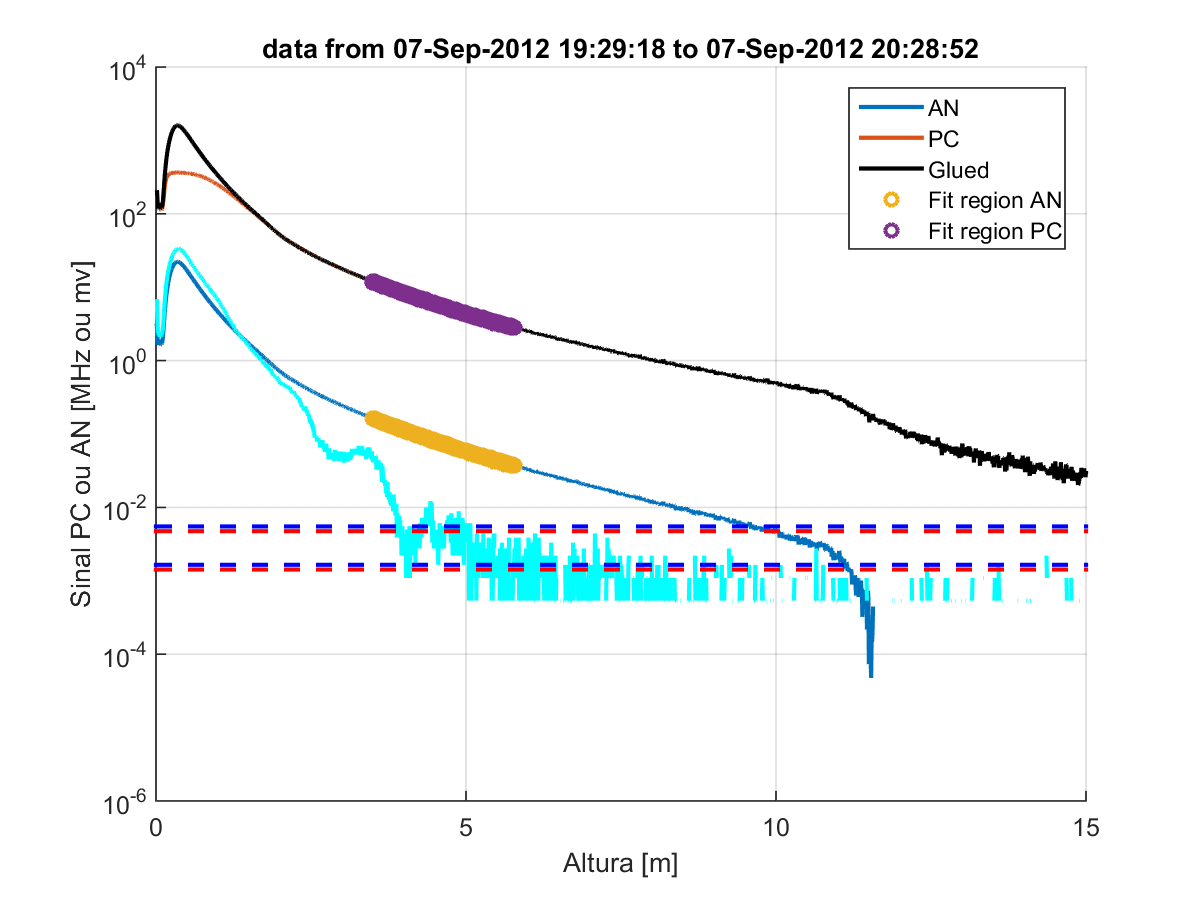 data from 07-Sep-2012 19:29:18 to 07-Sep-2012 20:28:52
10^4
10^2
10^0
10^-2
10^-4
10^-6
Sinal PC ou AN [MHz ou mv]
AN
PC
Glued
Fit region AN
Fit region PC
0 5 10 15
Altura [m]